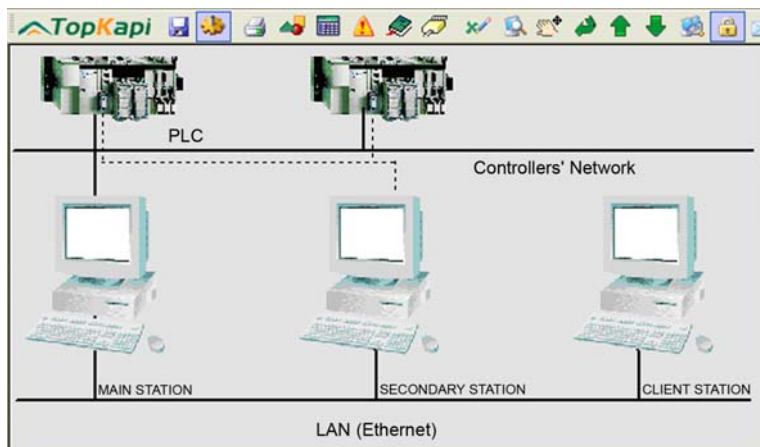 TopKapi
PLC
Controllers' Network
MAIN STATION
SECONDARY STATION
CLIENT STATION
LAN (Ethernet)